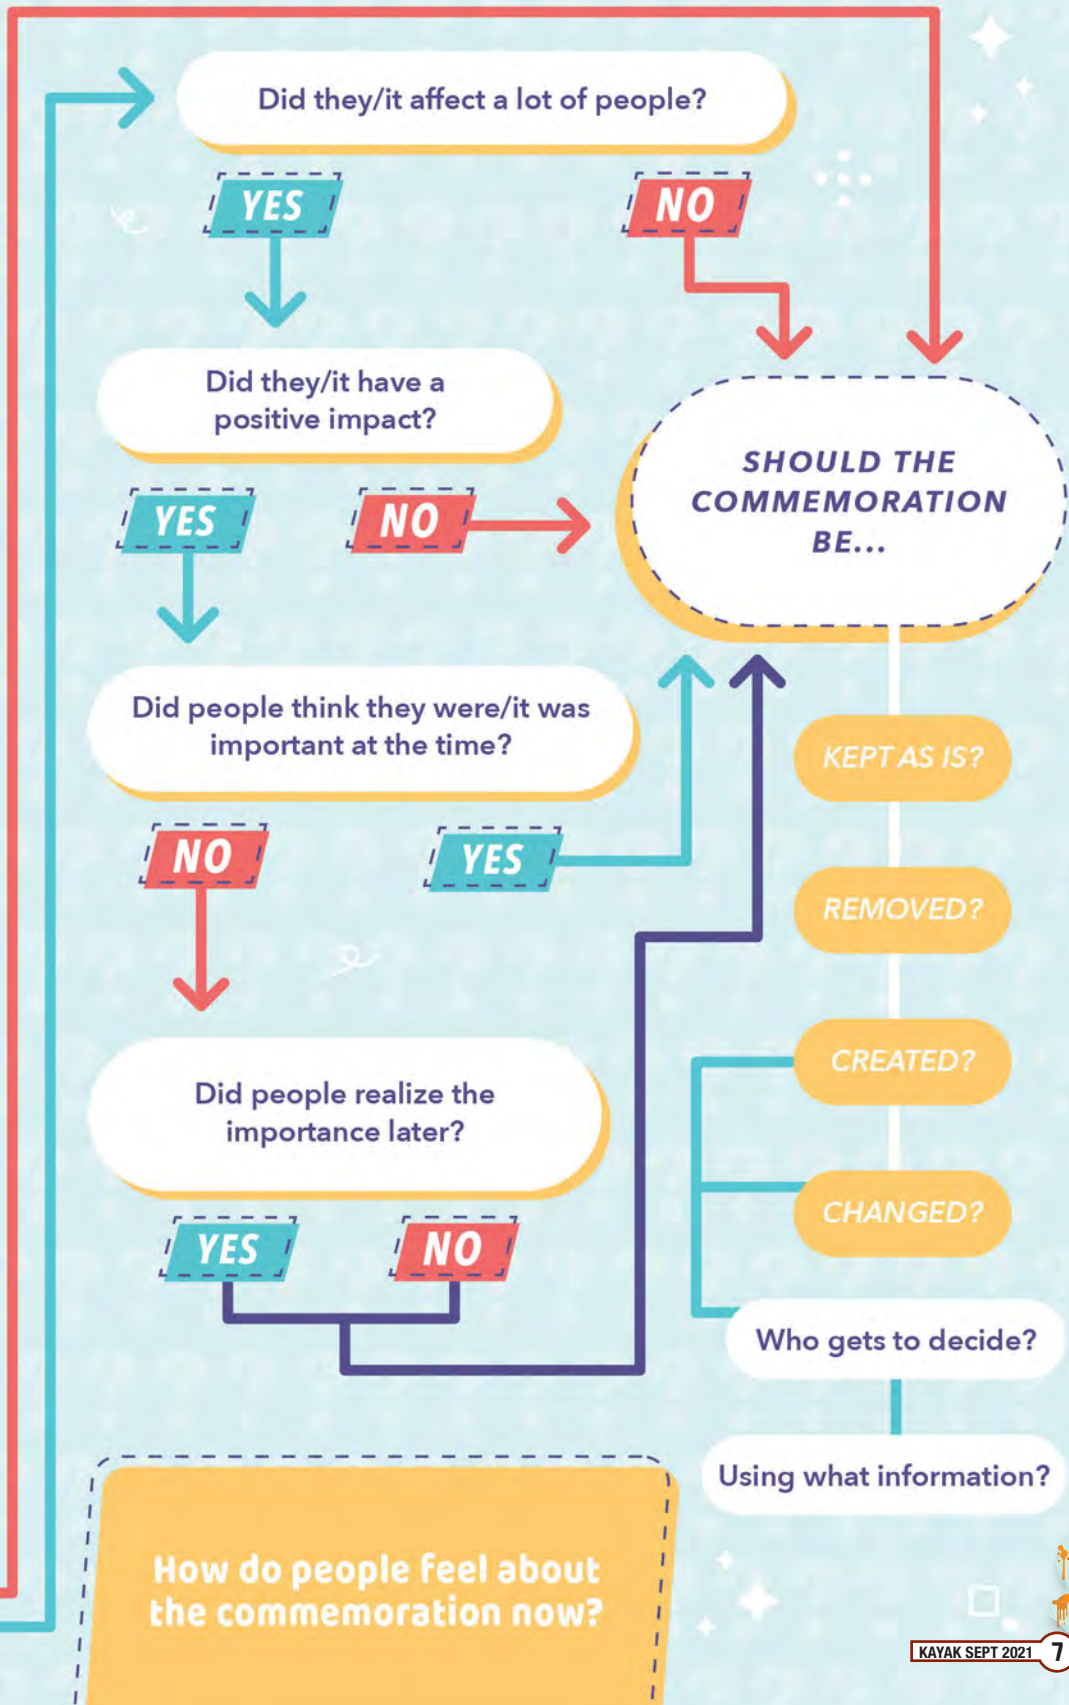 Did they/it affect a lot of people?
YES
NO
Did they/it have a
positive impact?
YES
NO
SHOULD THE
COMMEMORATION
BE...
Did people think they were/it was
important at the time?
NO
YES
KEPT AS IS?
REMOVED?
CREATED?
CHANGED?
Did people realize the
importance later?
YES
NO
Who gets to decide?
Using what information?
How do people feel about
the commemoration now?
KAYAK SEPT 2021
7